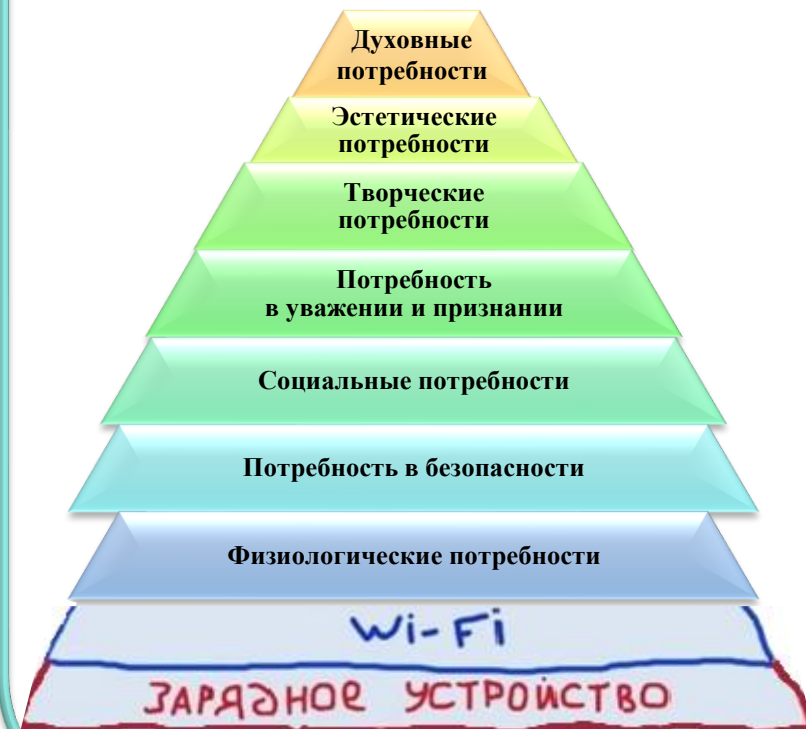 Духовные
потребности
Эстетические
потребности
Творческие
потребности
Потребность
в уважении и признании
Социальные потребности
Потребность в безопасности
Физиологические потребности
Wi-Fi
ЗАРЯДНОЕ УСТРОЙСТВО